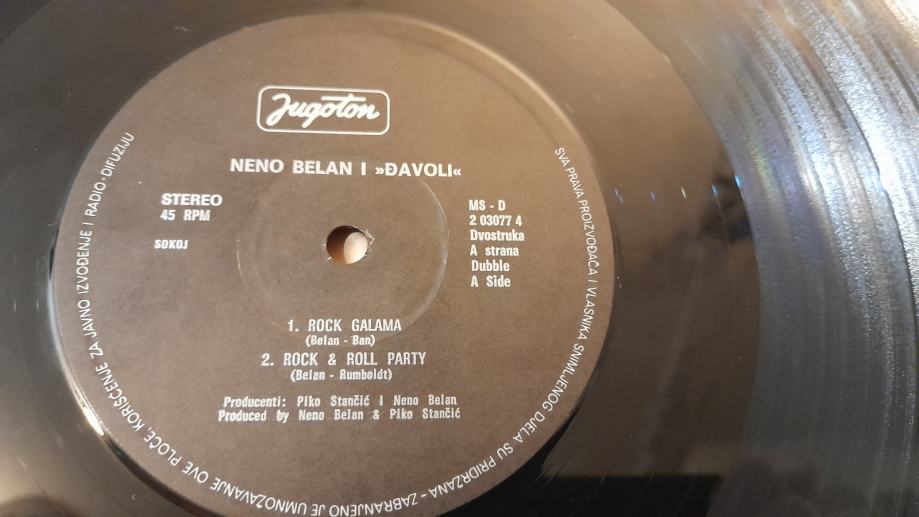 Jugoton
NENO BELAN I »ĐAVOLI«
STEREO
45 RPM
SOKOJ
MS - D
2 03077 4
Dvostruka
A strana
Dubble
A Side
1. ROCK GALAMA
(Belan - Ban)
2. ROCK & ROLL PARTY
(Belan - Rumboldt)
Producenti: Piko Stančić I Neno Belan
Produced by Neno Belan & Piko Stančić
SVA PRAVA PROIZVOĐAČA I VLASNIKA SNIMLJENOG DJELA SU PRIDRŽANA - ZABRANJENO JE UMNOŽAVANJE OVE PLOČE, KORIŠĆENJE ZA JAVNO IZVOĐENJE I RADIO-DIFUZIJU